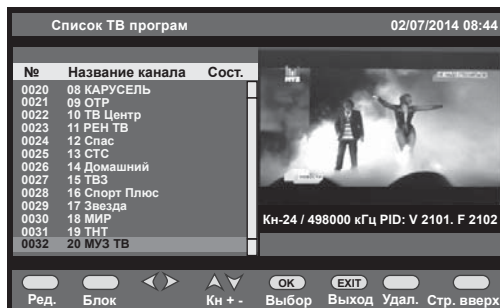 Список ТВ програм 02/07/2014 08:44
№ Название канала Сост.
0020 08 КАРУСЕЛЬ
0021 09 ОТР
0022 10 ТВ Центр
0023 11 РЕН ТВ
0024 12 Спас
0025 13 СТС
0026 14 Домашний
0027 15 ТВ3
0028 16 Спорт Плюс
0029 17 Звезда
0030 18 МИР
0031 19 ТНТ
0032 20 МУЗ ТВ
Кн-24 / 498000 кГц PID: V 2101. F 2102
OK EXIT
Ред. Блок Кн + - Выбор Выход Удал. Стр. вверх